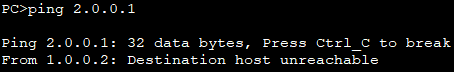 PC>ping 2.0.0.1
Ping 2.0.0.1: 32 data bytes, Press Ctrl_C to break
From 1.0.0.2: Destination host unreachable